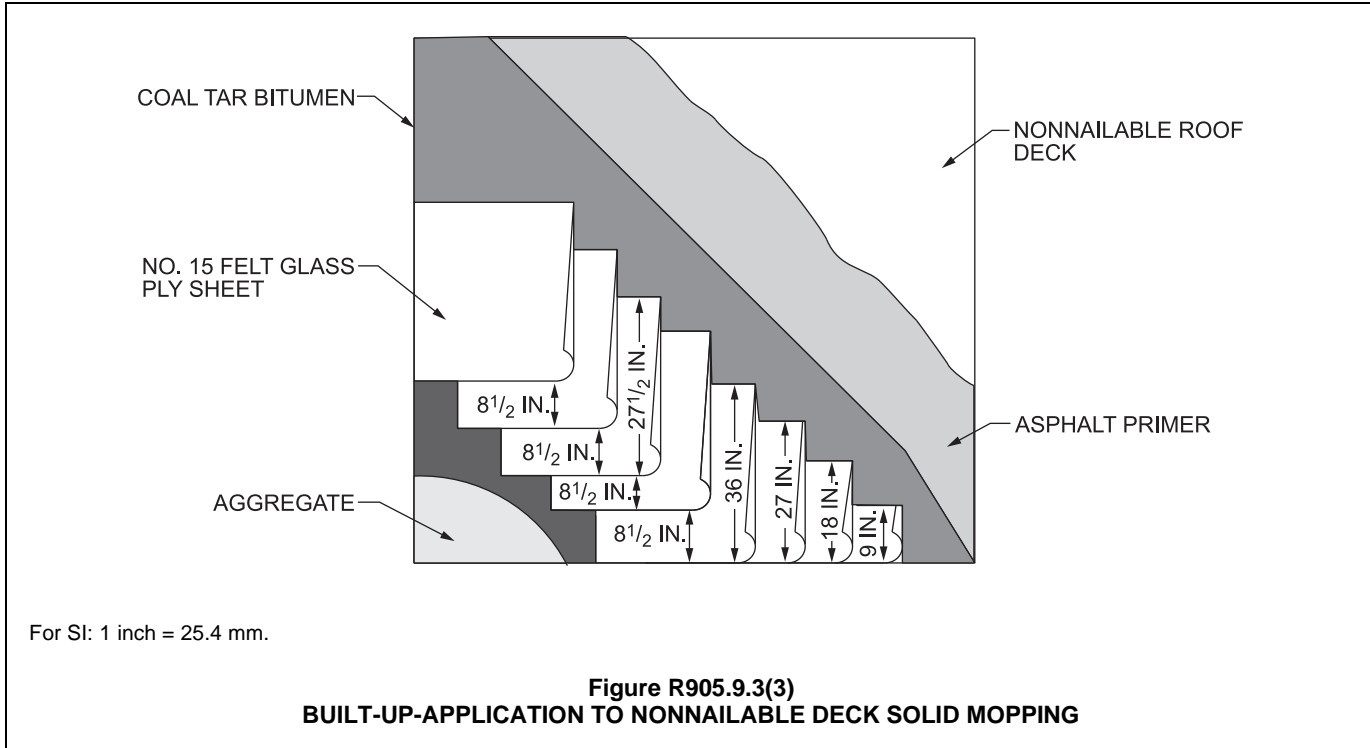 COAL TAR BITUMEN
NONNAILABLE ROOF
DECK
NO. 15 FELT GLASS
PLY SHEET
27 1/2 IN.
8 1/2 IN.
8 1/2 IN.
8 1/2 IN.
8 1/2 IN.
36 IN.
27 IN.
18 IN.
9 IN.
ASPHALT PRIMER
AGGREGATE
For SI: 1 inch = 25.4 mm.
Figure R905.9.3(3)
BUILT-UP-APPLICATION TO NONNAILABLE DECK SOLID MOPPING